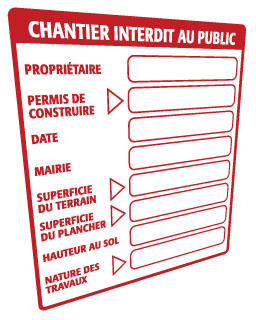 CHANTIER INTERDIT AU PUBLIC
PROPRIÉTAIRE
PERMIS DE
CONSTRUIRE
DATE
MAIRIE
SUPERFICIE
DU TERRAIN
SUPERFICIE
DU PLANCHER
HAUTEUR AU SOL
NATURE DES
TRAVAUX